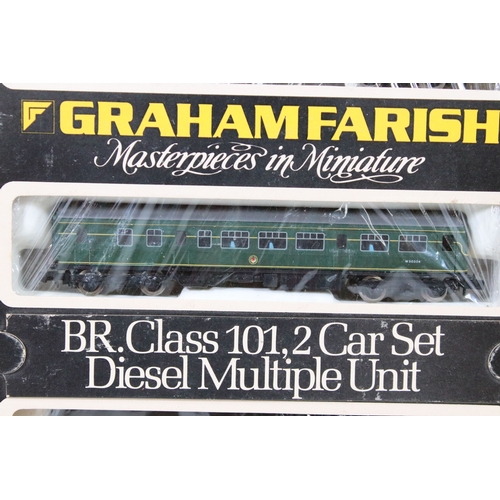 GRAHAM FARISH
Masterpieces in Miniature
BR.Class 101,2 Car Set
Diesel Multiple Unit